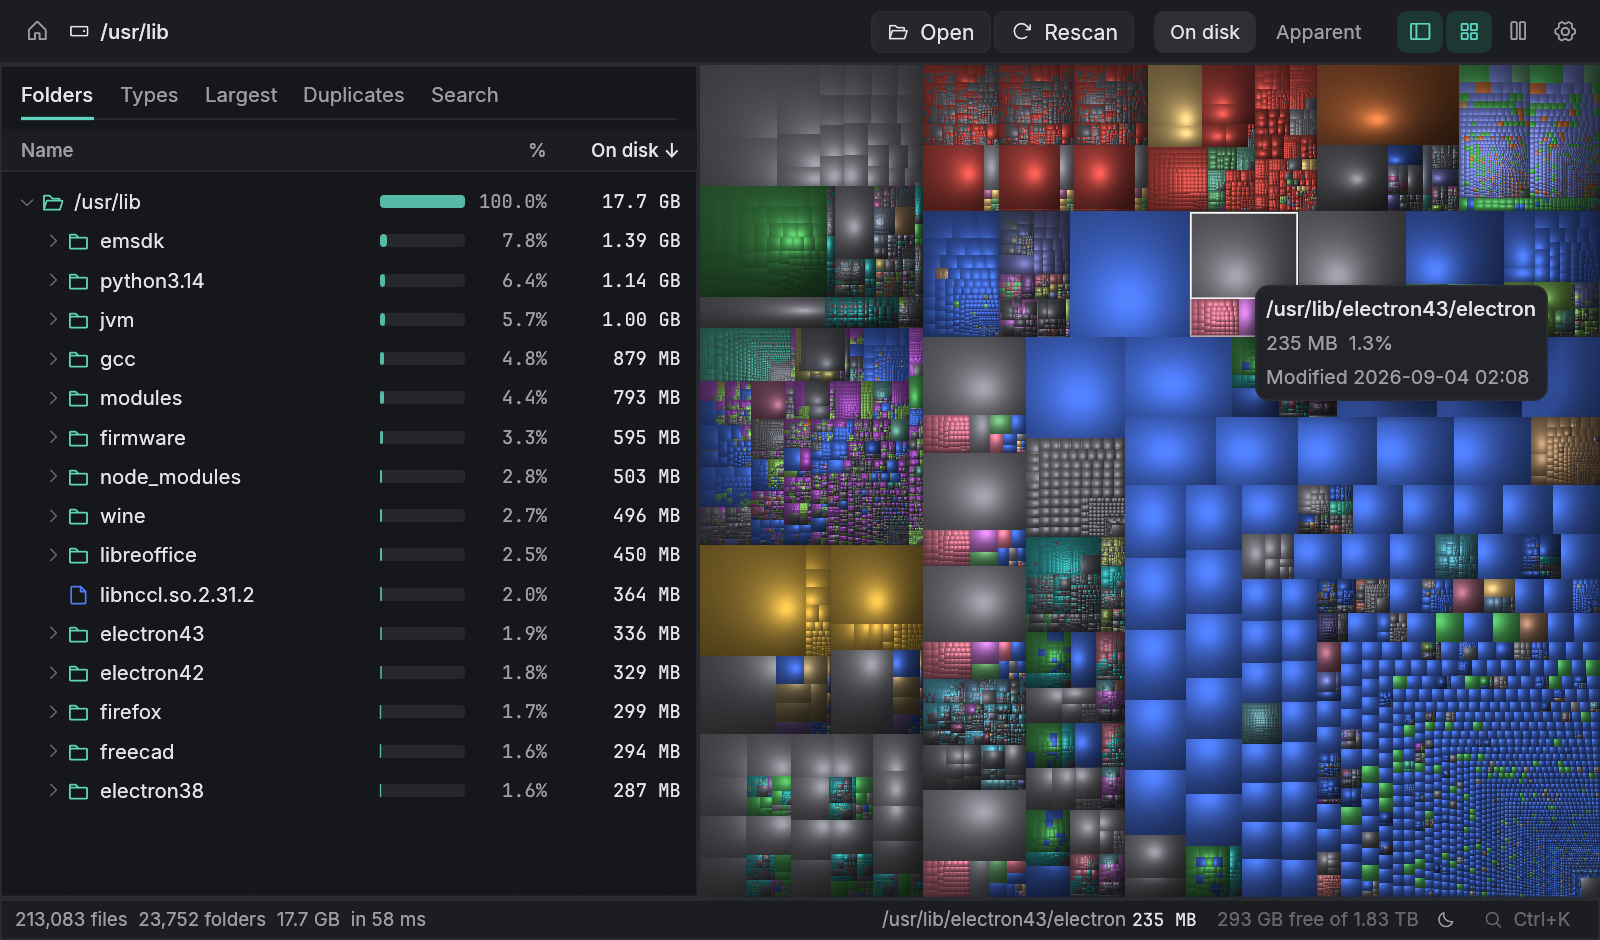 /usr/lib
Open
Rescan
On disk
Apparent
Folders
Types
Largest
Duplicates
Search
Name
%
On disk
/usr/lib 100.0% 17.7 GB
emsdk 7.8% 1.39 GB
python3.14 6.4% 1.14 GB
jvm 5.7% 1.00 GB
gcc 4.8% 879 MB
modules 4.4% 793 MB
firmware 3.3% 595 MB
node_modules 2.8% 503 MB
wine 2.7% 496 MB
libreoffice 2.5% 450 MB
libnccl.so.2.31.2 2.0% 364 MB
electron43 1.9% 336 MB
electron42 1.8% 329 MB
firefox 1.7% 299 MB
freecad 1.6% 294 MB
electron38 1.6% 287 MB
/usr/lib/electron43/electron
235 MB 1.3%
Modified 2026-09-04 02:08
213,083 files 23,752 folders 17.7 GB in 58 ms
/usr/lib/electron43/electron 235 MB
293 GB free of 1.83 TB
Ctrl+K